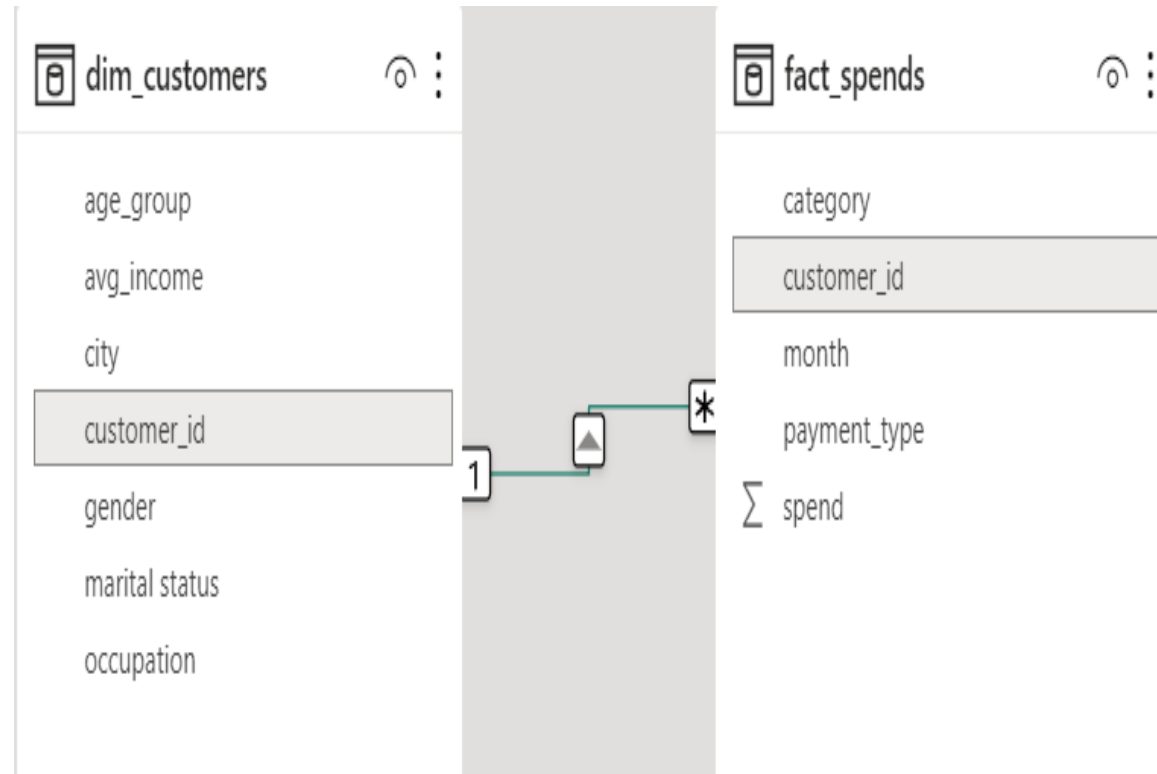 dim_customers
age_group
avg_income
city
customer_id
gender
marital status
occupation
1
*
fact_spends
category
customer_id
month
payment_type
∑ spend